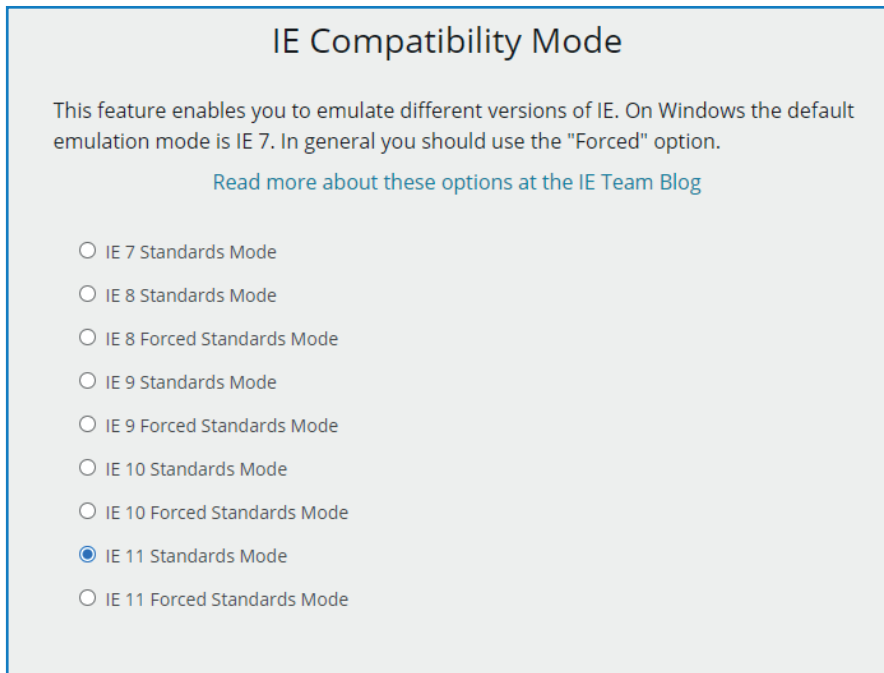 IE Compatibility Mode
This feature enables you to emulate different versions of IE. On Windows the default
emulation mode is IE 7. In general you should use the "Forced" option.
Read more about these options at the IE Team Blog
IE 7 Standards Mode
IE 8 Standards Mode
IE 8 Forced Standards Mode
IE 9 Standards Mode
IE 9 Forced Standards Mode
IE 10 Standards Mode
IE 10 Forced Standards Mode
IE 11 Standards Mode
IE 11 Forced Standards Mode